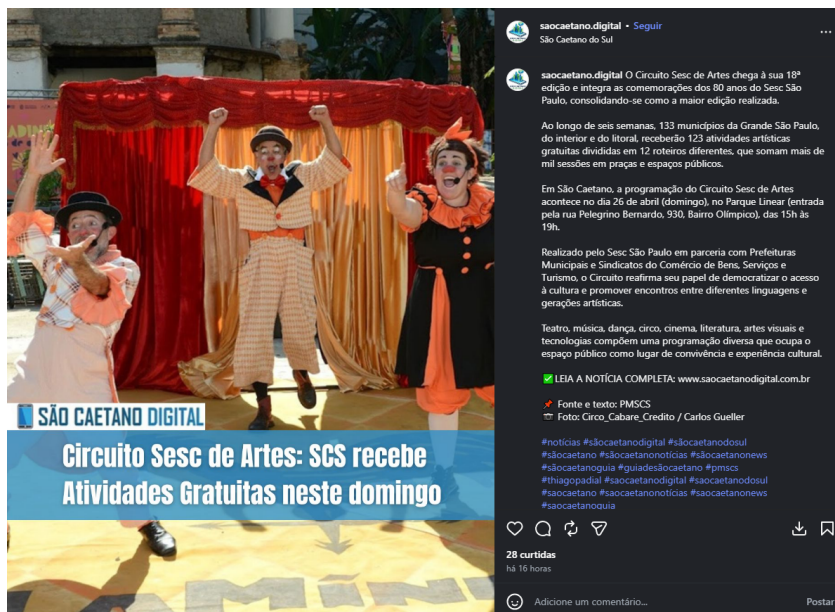 SÃO CAETANO DIGITAL
Circuito Sesc de Artes: SCS recebe
Atividades Gratuitas neste domingo
saocaetano.digital • Seguir
São Caetano do Sul
saocaetano.digital O Circuito Sesc de Artes chega à sua 18ª
edição e integra as comemorações dos 80 anos do Sesc São
Paulo, consolidando-se como a maior edição realizada.
Ao longo de seis semanas, 133 municípios da Grande São Paulo,
do interior e do litoral, receberão 123 atividades artísticas
gratuitas divididas em 12 roteiros diferentes, que somam mais de
mil sessões em praças e espaços públicos.
Em São Caetano, a programação do Circuito Sesc de Artes
acontece no dia 26 de abril (domingo), no Parque Linear (entrada
pela rua Pelegrino Bernardo, 930, Bairro Olímpico), das 15h às
19h.
Realizado pelo Sesc São Paulo em parceria com Prefeituras
Municipais e Sindicatos do Comércio de Bens, Serviços e
Turismo, o Circuito reafirma seu papel de democratizar o acesso
à cultura e promover encontros entre diferentes linguagens e
gerações artísticas.
Teatro, música, dança, circo, cinema, literatura, artes visuais e
tecnologias compõem uma programação diversa que ocupa o
espaço público como lugar de convivência e experiência cultural.
✅ LEIA A NOTÍCIA COMPLETA: www.saocaetanodigital.com.br
📌 Fonte e texto: PMSCS
📷 Foto: Circo_Cabare_Credito / Carlos Gueller
#notícias #sãocaetanodigital #sãocaetanodosul
#sãocaetano #sãocaetanonotícias #sãocaetanonews
#sãocaetanoguia #guiadesãocaetano #pmscs
#thiagopadial #saocaetanodigital #saocaetanodosul
#saocaetano #saocaetanonotícias #saocaetanonews
#saocaetanoguia
28 curtidas
há 16 horas
Adicione um comentário...
Postar